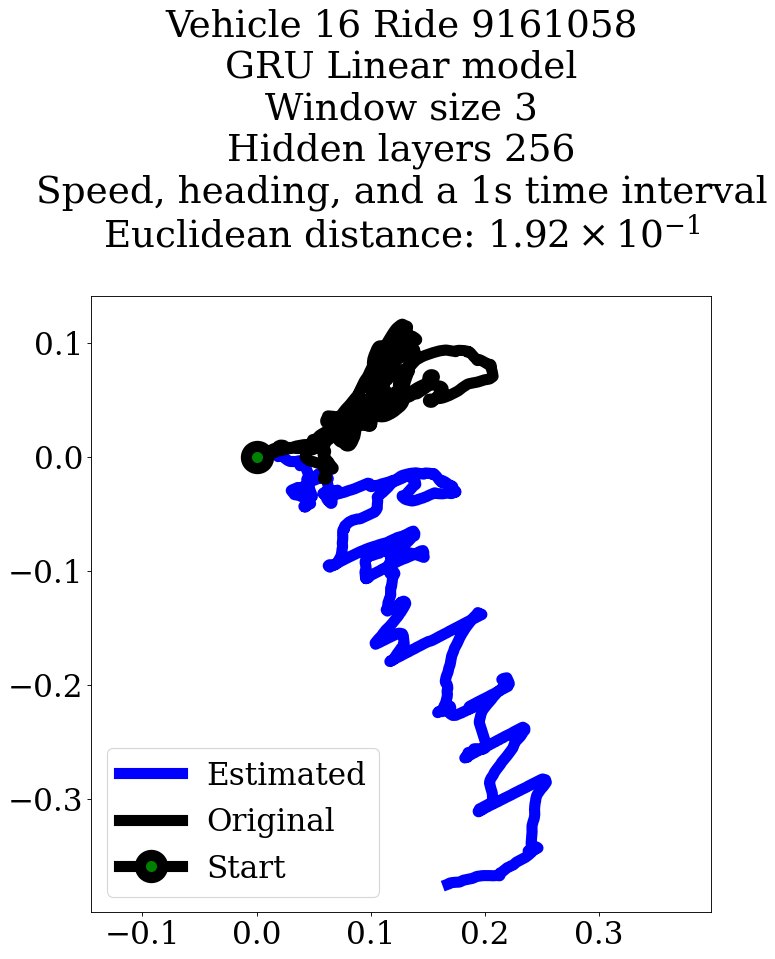 Vehicle 16 Ride 9161058
GRU Linear model
Window size 3
Hidden layers 256
Speed, heading, and a 1s time interval
Euclidean distance: $1.92 \times 10^{-1}$
0.1
0.0
−0.1
−0.2
−0.3
Estimated
Original
Start
−0.1 0.0 0.1 0.2 0.3